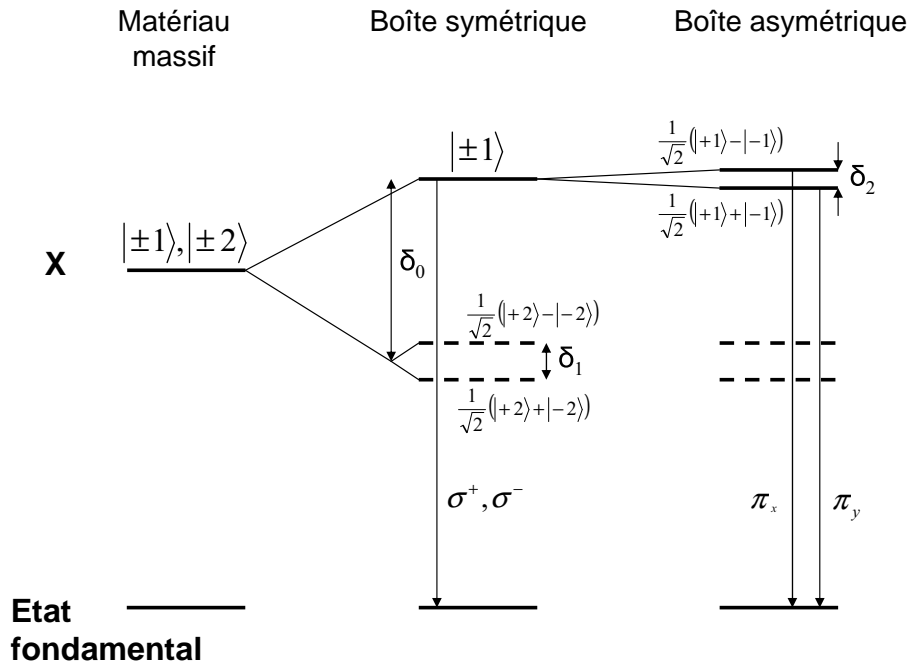 Matériau
massif
Boîte symétrique
Boîte asymétrique
|±1⟩
1/√2(|+1⟩−|−1⟩)
δ₂
1/√2(|+1⟩+|−1⟩)
|±1⟩,|±2⟩
X
δ₀
1/√2(|+2⟩−|−2⟩)
δ₁
1/√2(|+2⟩+|−2⟩)
σ⁺,σ⁻
πₓ
π_y
Etat
fondamental